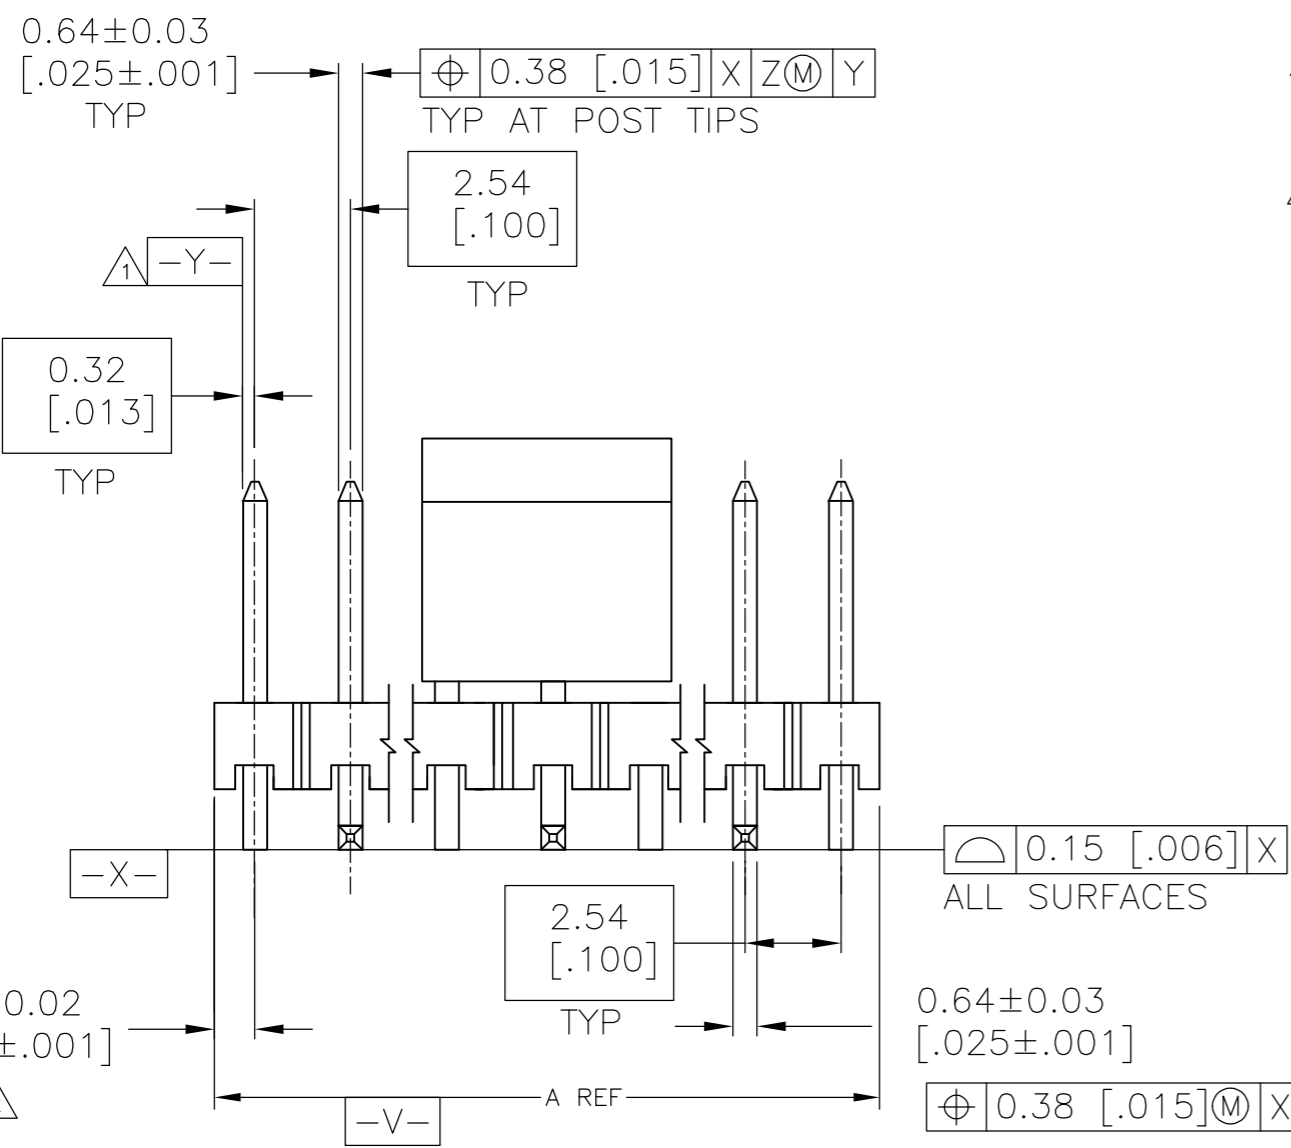 0.64±0.03
[.025±.001]
TYP
⌖ 0.38 [.015] X ZⓂ Y
TYP AT POST TIPS
2.54
[.100]
TYP
1 -Y-
0.32
[.013]
TYP
-X-
⌓ 0.15 [.006] X
ALL SURFACES
2.54
[.100]
TYP
0.02
±.001]
0.64±0.03
[.025±.001]
A REF
-V-
⌖ 0.38 [.015]Ⓜ X